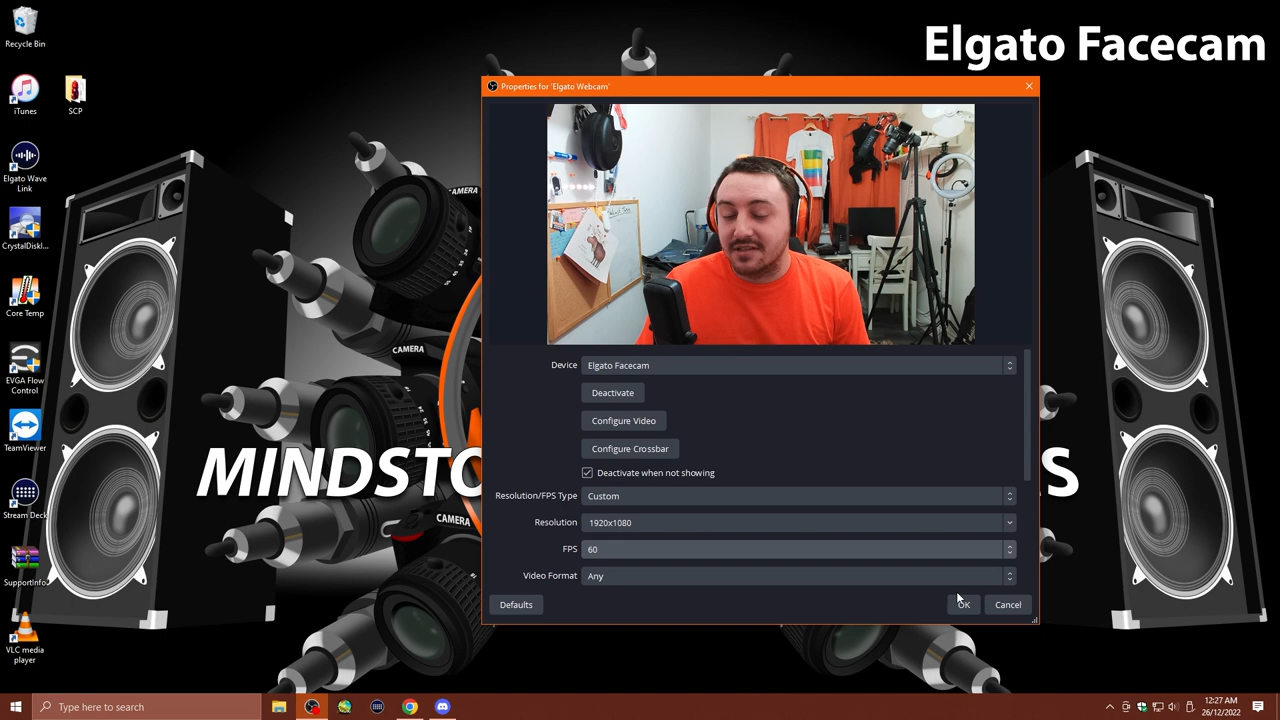 Elgato Facecam
Recycle Bin
iTunes
SCP
Elgato Wave
Link
CrystalDiskI...
Core Temp
EVGA Flow
Control
TeamViewer
Stream Deck
SupportInfo
VLC media
player
CAMERA
CAMERA
CAMERA
MINDSTO
S
Properties for 'Elgato Webcam'
Device
Elgato Facecam
Deactivate
Configure Video
Configure Crossbar
Deactivate when not showing
Resolution/FPS Type
Custom
Resolution
1920x1080
FPS
60
Video Format
Any
Defaults
OK
Cancel
Type here to search
12:27 AM
26/12/2022